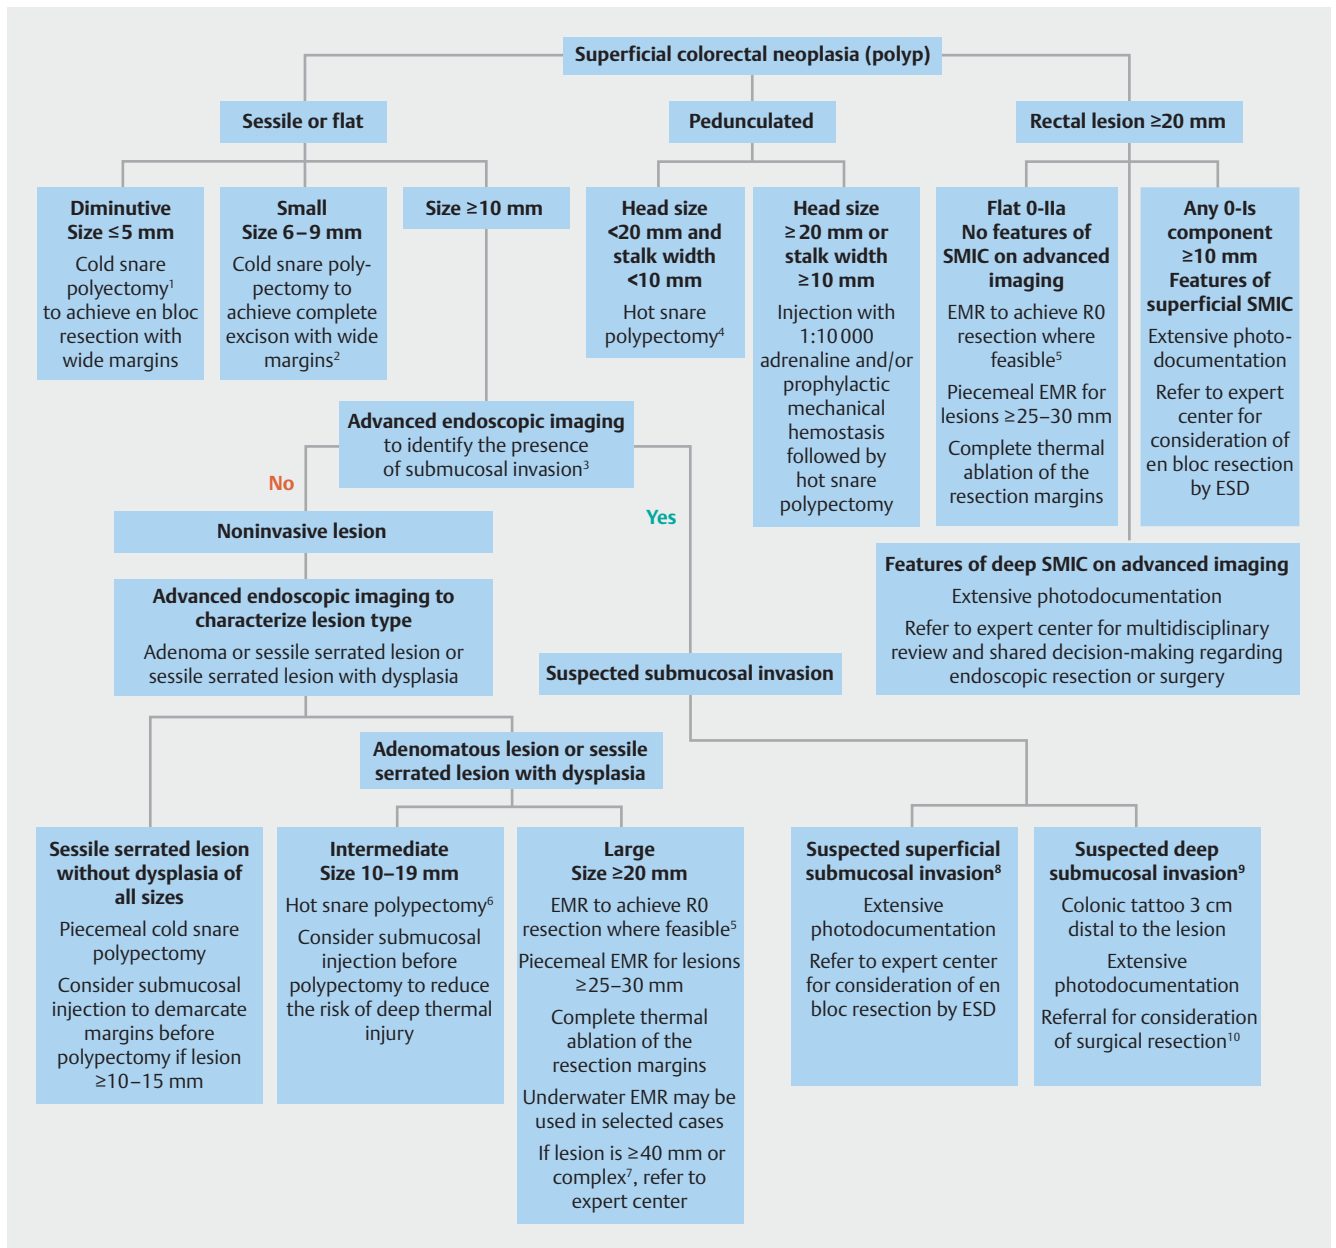 Superficial colorectal neoplasia (polyp)
Sessile or flat
Pedunculated
Rectal lesion ≥20 mm
Diminutive
Size ≤5 mm
Cold snare
polyectomy¹
to achieve en bloc
resection with
wide margins
Small
Size 6–9 mm
Cold snare poly-
pectomy to
achieve complete
excison with wide
margins²
Size ≥10 mm
Head size
<20 mm and
stalk width
<10 mm
Hot snare
polypectomy⁴
Head size
≥20 mm or
stalk width
≥10 mm
Injection with
1:10 000
adrenaline and/or
prophylactic
mechanical
hemostasis
followed by
hot snare
polypectomy
Flat 0-IIa
No features of
SMIC on advanced
imaging
EMR to achieve R0
resection where
feasible⁵
Piecemeal EMR for
lesions ≥25–30 mm
Complete thermal
ablation of the
resection margins
Any 0-Is
component
≥10 mm
Features of
superficial SMIC
Extensive photo-
documentation
Refer to expert
center for
consideration of
en bloc resection
by ESD
Advanced endoscopic imaging
to identify the presence
of submucosal invasion³
No
Yes
Noninvasive lesion
Features of deep SMIC on advanced imaging
Extensive photodocumentation
Refer to expert center for multidisciplinary
review and shared decision-making regarding
endoscopic resection or surgery
Advanced endoscopic imaging to
characterize lesion type
Adenoma or sessile serrated lesion or
sessile serrated lesion with dysplasia
Suspected submucosal invasion
Adenomatous lesion or sessile
serrated lesion with dysplasia
Sessile serrated lesion
without dysplasia of
all sizes
Piecemeal cold snare
polypectomy
Consider submucosal
injection to demarcate
margins before
polypectomy if lesion
≥10–15 mm
Intermediate
Size 10–19 mm
Hot snare polypectomy⁶
Consider submucosal
injection before
polypectomy to reduce
the risk of deep thermal
injury
Large
Size ≥20 mm
EMR to achieve R0
resection where feasible⁵
Piecemeal EMR for lesions
≥25–30 mm
Complete thermal
ablation of the
resection margins
Underwater EMR may be
used in selected cases
If lesion is ≥40 mm or
complex⁷, refer to
expert center
Suspected superficial
submucosal invasion⁸
Extensive
photodocumentation
Refer to expert center
for consideration of en
bloc resection by ESD
Suspected deep
submucosal invasion⁹
Colonic tattoo 3 cm
distal to the lesion
Extensive
photodocumentation
Referral for consideration
of surgical resection¹⁰